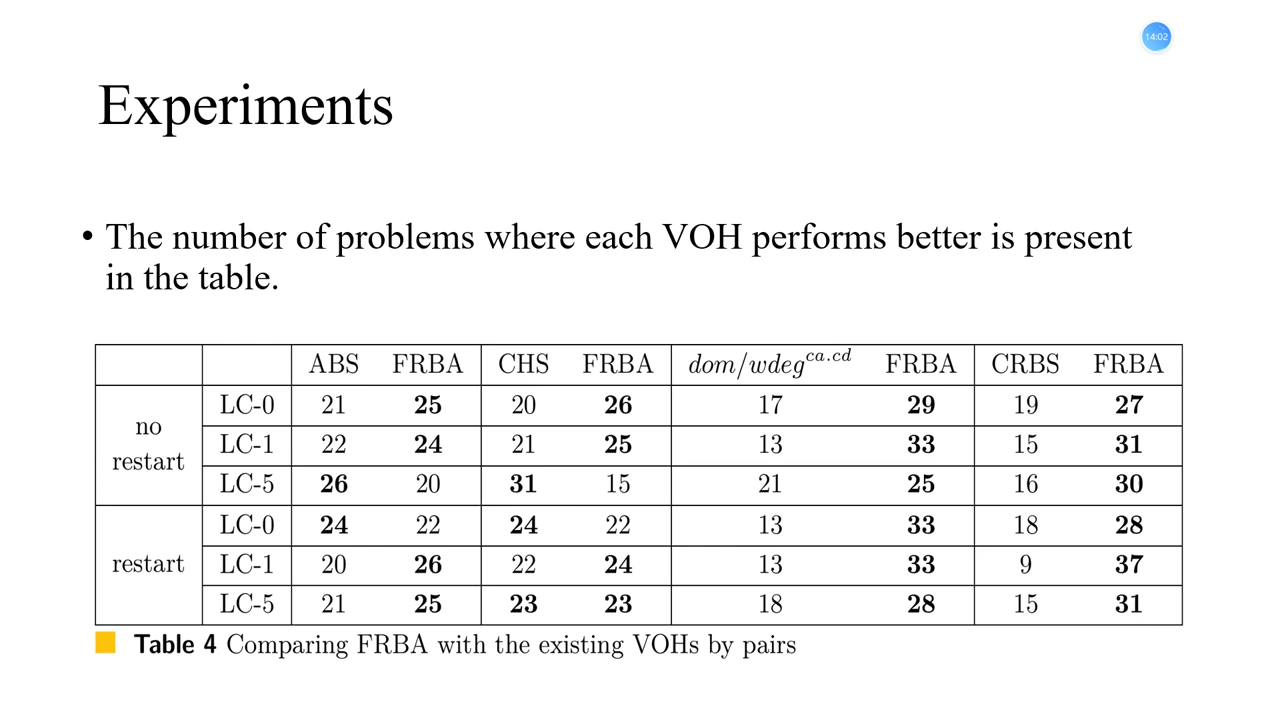 14:02
Experiments
• The number of problems where each VOH performs better is present
in the table.
ABS FRBA CHS FRBA dom/wdeg^ca.cd FRBA CRBS FRBA
no restart
LC-0 21 25 20 26 17 29 19 27
LC-1 22 24 21 25 13 33 15 31
LC-5 26 20 31 15 21 25 16 30
restart
LC-0 24 22 24 22 13 33 18 28
LC-1 20 26 22 24 13 33 9 37
LC-5 21 25 23 23 18 28 15 31
Table 4 Comparing FRBA with the existing VOHs by pairs